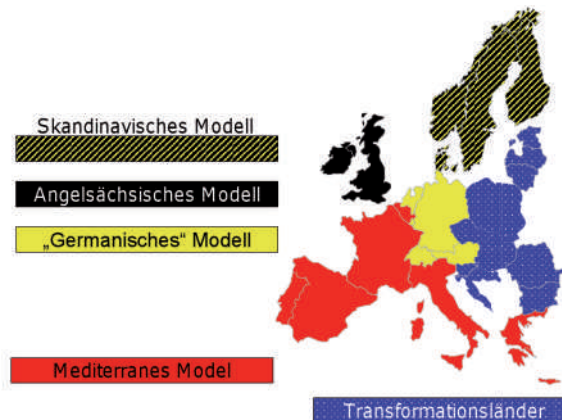 Skandinavisches Modell
Angelsächsisches Modell
„Germanisches“ Modell
Mediterranes Model
Transformationsländer